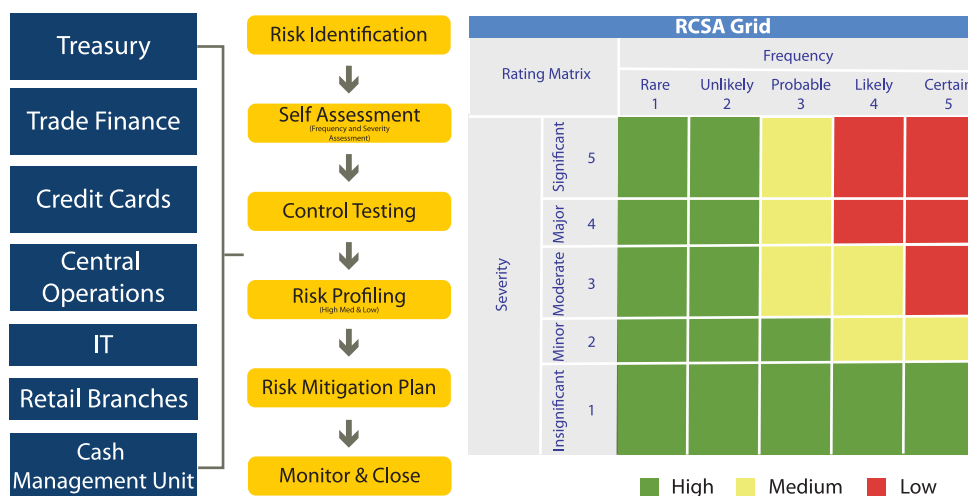 Treasury
Trade Finance
Credit Cards
Central
Operations
IT
Retail Branches
Cash
Management Unit
Risk Identification
Self Assessment
(Frequency and Severity
Assessment)
Control Testing
Risk Profiling
(High Med & Low)
Risk Mitigation Plan
Monitor & Close
RCSA Grid
Rating Matrix
Frequency
Rare Unlikely Probable Likely Certain
1 2 3 4 5
Severity
Significant 5
Major 4
Moderate 3
Minor 2
Insignificant 1
High Medium Low